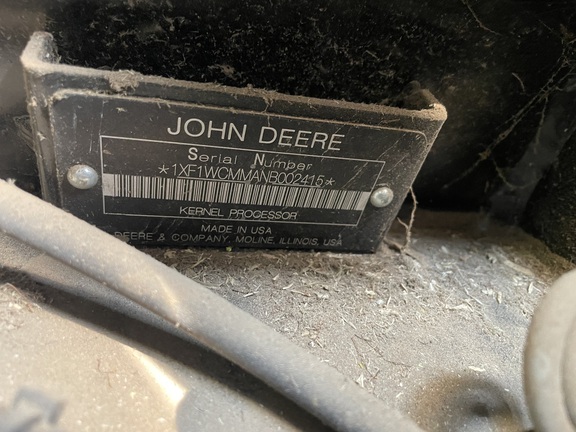 JOHN DEERE
Serial Number
*1XF1WCMMANB002415*
KERNEL PROCESSOR
MADE IN USA
DEERE & COMPANY, MOLINE, ILLINOIS, USA